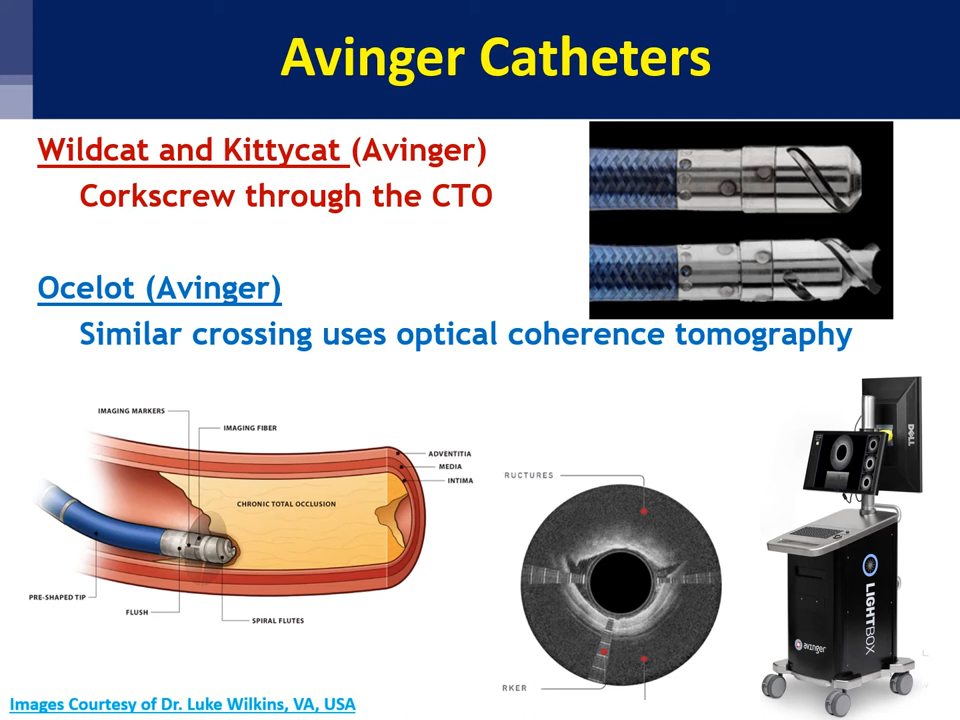 Avinger Catheters
Wildcat and Kittycat (Avinger)
Corkscrew through the CTO
Ocelot (Avinger)
Similar crossing uses optical coherence tomography
IMAGING MARKERS
IMAGING FIBER
ADVENTITIA
MEDIA
INTIMA
CHRONIC TOTAL OCCLUSION
PRE-SHAPED TIP
FLUSH
SPIRAL FLUTES
RUCTURES
RKER
DELL
LIGHTBOX
avinger
Images Courtesy of Dr. Luke Wilkins, VA, USA